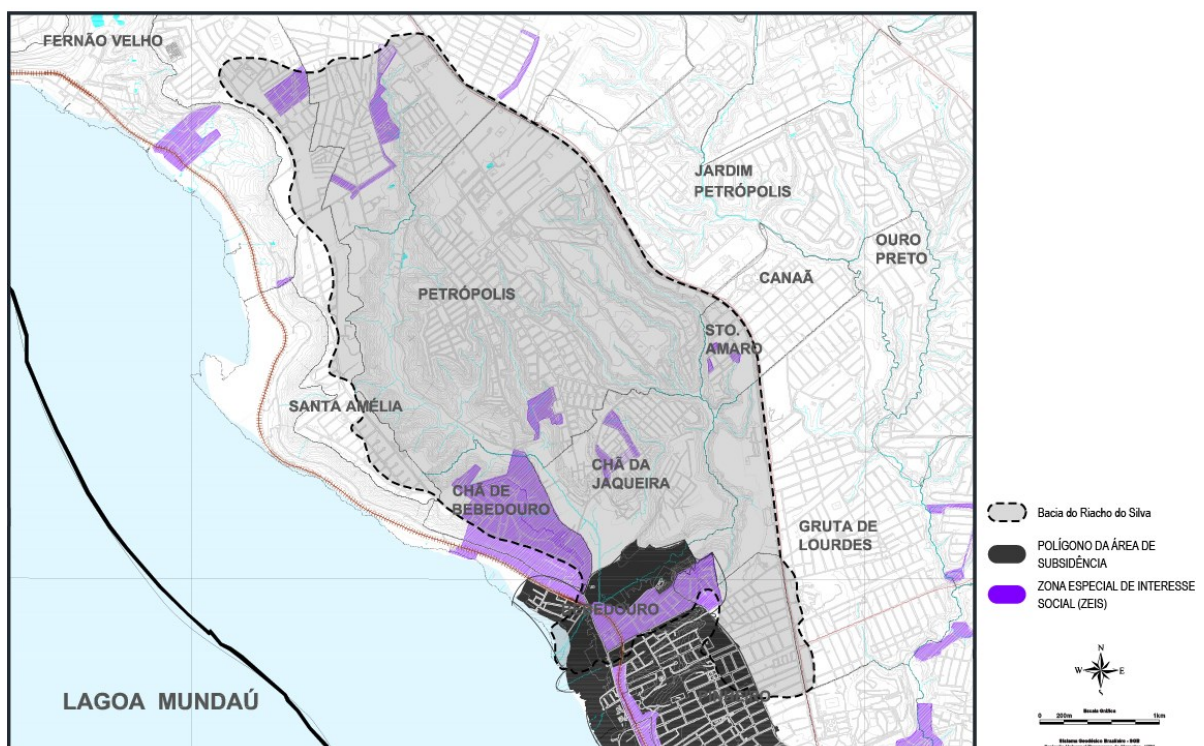 FERNÃO VELHO
JARDIM
PETRÓPOLIS
OURO
PRETO
CANAÃ
PETRÓPOLIS
STO.
AMARO
SANTA AMÉLIA
CHÃ DA
JAQUEIRA
CHÃ DE
BEBEDOURO
GRUTA DE
LOURDES
LAGOA MUNDAÚ
Bacia do Riacho do Silva
POLÍGONO DA ÁREA DE
SUBSIDÊNCIA
ZONA ESPECIAL DE INTERESSE
SOCIAL (ZEIS)
N
W
E
S
Escala Gráfica
0 200m 1km